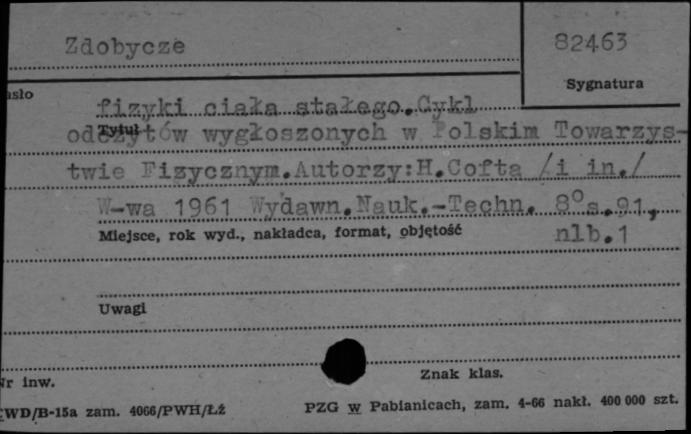 Zdobycze
82463
Sygnatura
asło
fizyki ciała stałego.Cykl
Tytuł
odczytów wygłoszonych w Polskim Towarzys-
twie Fizycznym.Autorzy:H.Cofta /i in./
W-wa 1961 Wydawn.Nauk.-Techn. 8°s.91,
Miejsce, rok wyd., nakładca, format, objętość
nlb.1
Uwagi
Nr inw.
Znak klas.
CWD/B-15a zam. 4066/PWH/Łż
PZG w Pabianicach, zam. 4-66 nakł. 400 000 szt.